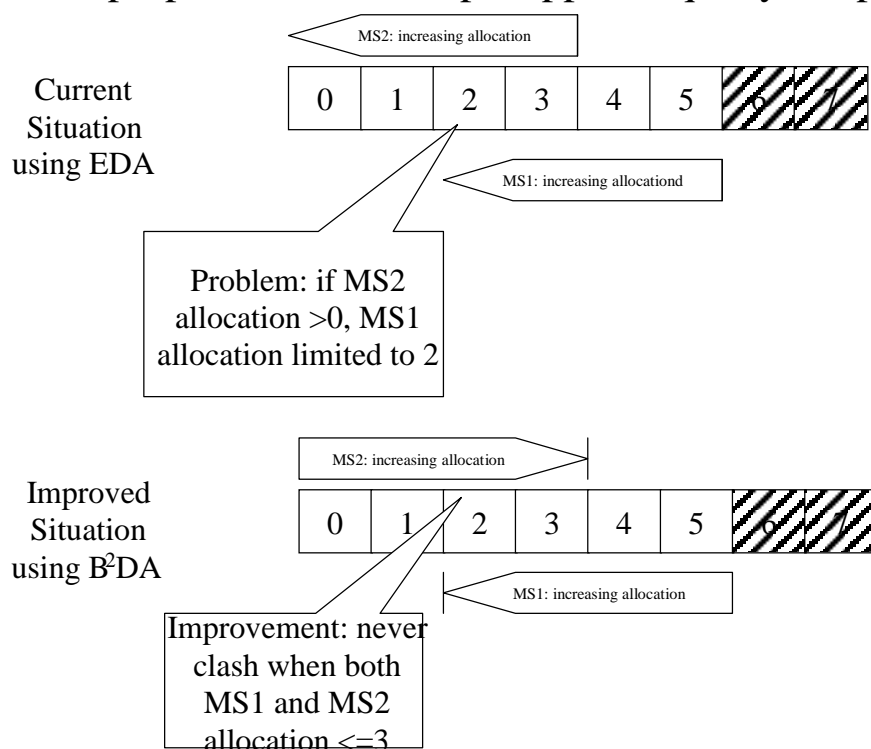 MS2: increasing allocation
Current
Situation
using EDA
0 1 2 3 4 5 6 7
MS1: increasing allocationd
Problem: if MS2
allocation >0, MS1
allocation limited to 2
MS2: increasing allocation
Improved
Situation
using B²DA
0 1 2 3 4 5 6 7
MS1: increasing allocation
Improvement: never
clash when both
MS1 and MS2
allocation <=3